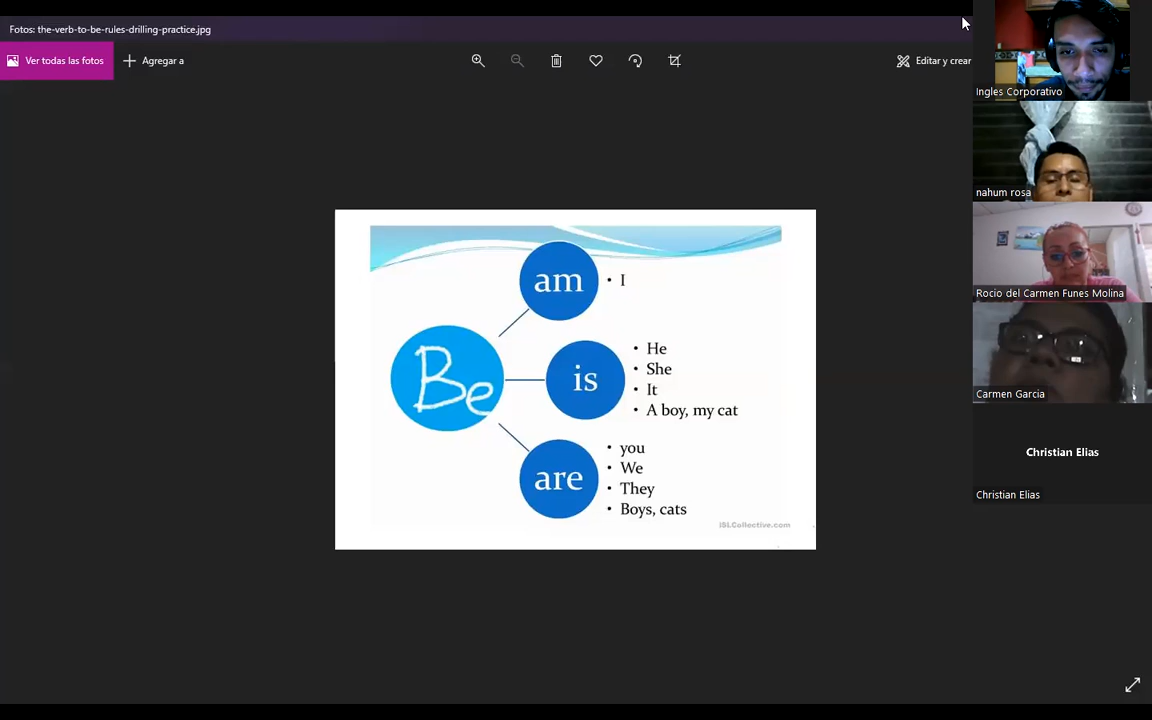 Fotos: the-verb-to-be-rules-drilling-practice.jpg
Ver todas las fotos
Agregar a
Editar y crear
Be
am
• I
is
• He
• She
• It
• A boy, my cat
are
• you
• We
• They
• Boys, cats
iSLCollective.com
Ingles Corporativo
nahum rosa
Rocio del Carmen Funes Molina
Carmen Garcia
Christian Elias
Christian Elias